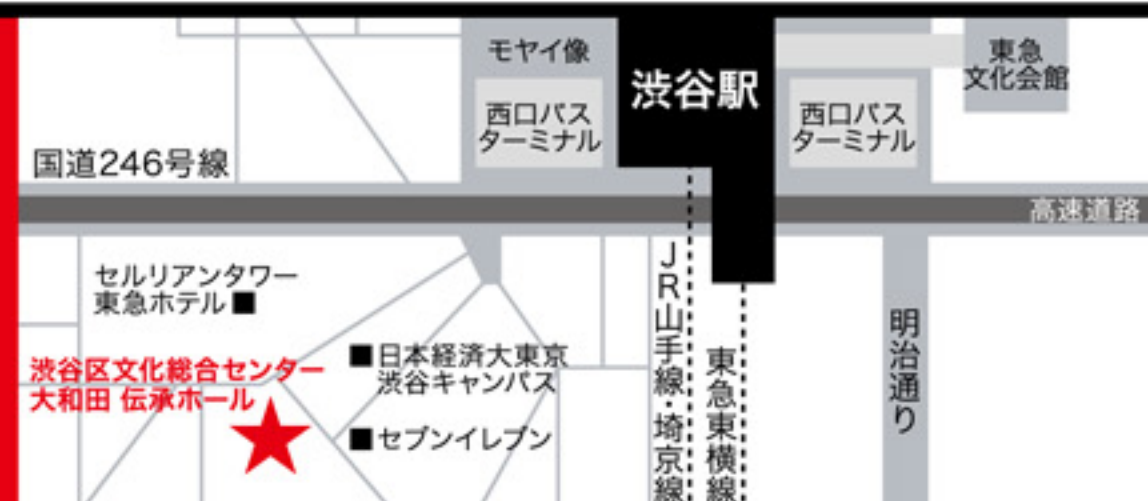 モヤイ像
渋谷駅
東急
文化会館
西口バス
ターミナル
西口バス
ターミナル
国道246号線
高速道路
セルリアンタワー
東急ホテル■
JR山手線・埼京線
東急東横線
明治通り
渋谷区文化総合センター
大和田 伝承ホール
■日本経済大東京
渋谷キャンパス
■セブンイレブン